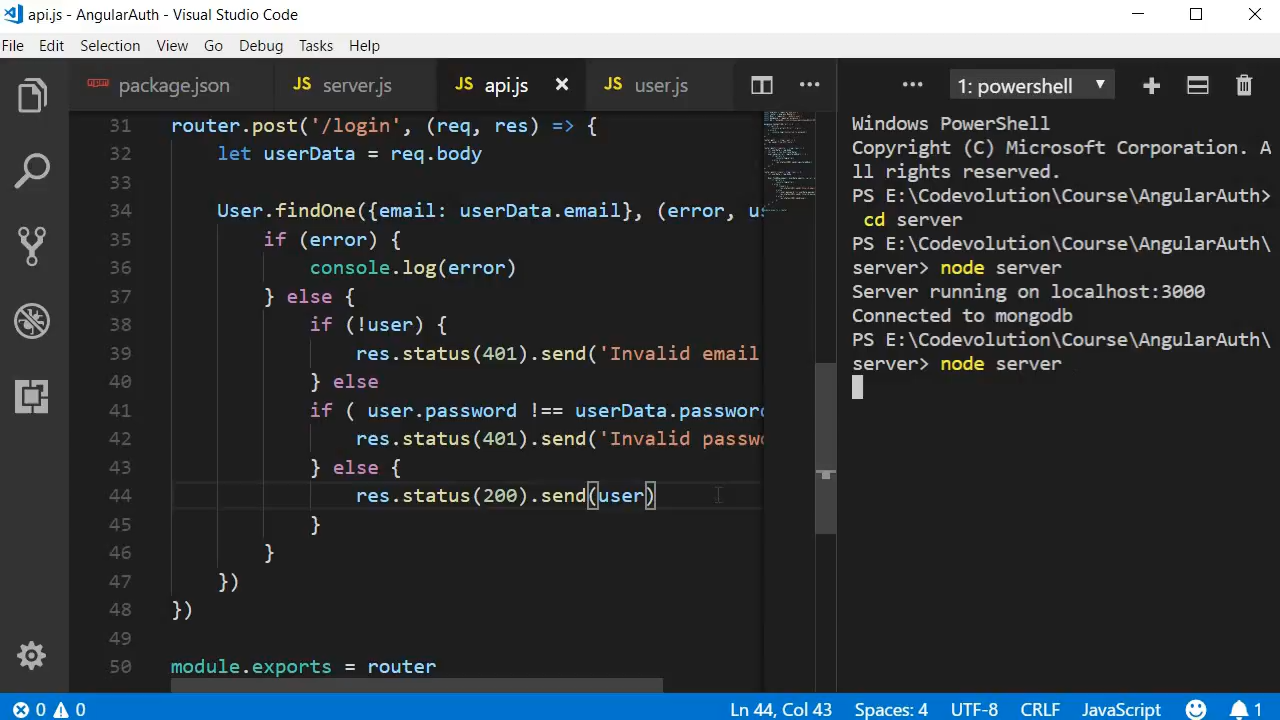 api.js - AngularAuth - Visual Studio Code
File Edit Selection View Go Debug Tasks Help
npm package.json JS server.js JS api.js JS user.js
31 router.post('/login', (req, res) => {
32 let userData = req.body
33
34 User.findOne({email: userData.email}, (error, us
35 if (error) {
36 console.log(error)
37 } else {
38 if (!user) {
39 res.status(401).send('Invalid email
40 } else
41 if ( user.password !== userData.password
42 res.status(401).send('Invalid passwo
43 } else {
44 res.status(200).send(user)
45 }
46 }
47 })
48 })
49
50 module.exports = router
1: powershell
Windows PowerShell
Copyright (C) Microsoft Corporation. A
ll rights reserved.
PS E:\Codevolution\Course\AngularAuth>
cd server
PS E:\Codevolution\Course\AngularAuth\
server> node server
Server running on localhost:3000
Connected to mongodb
PS E:\Codevolution\Course\AngularAuth\
server> node server
0 0 Ln 44, Col 43 Spaces: 4 UTF-8 CRLF JavaScript 1